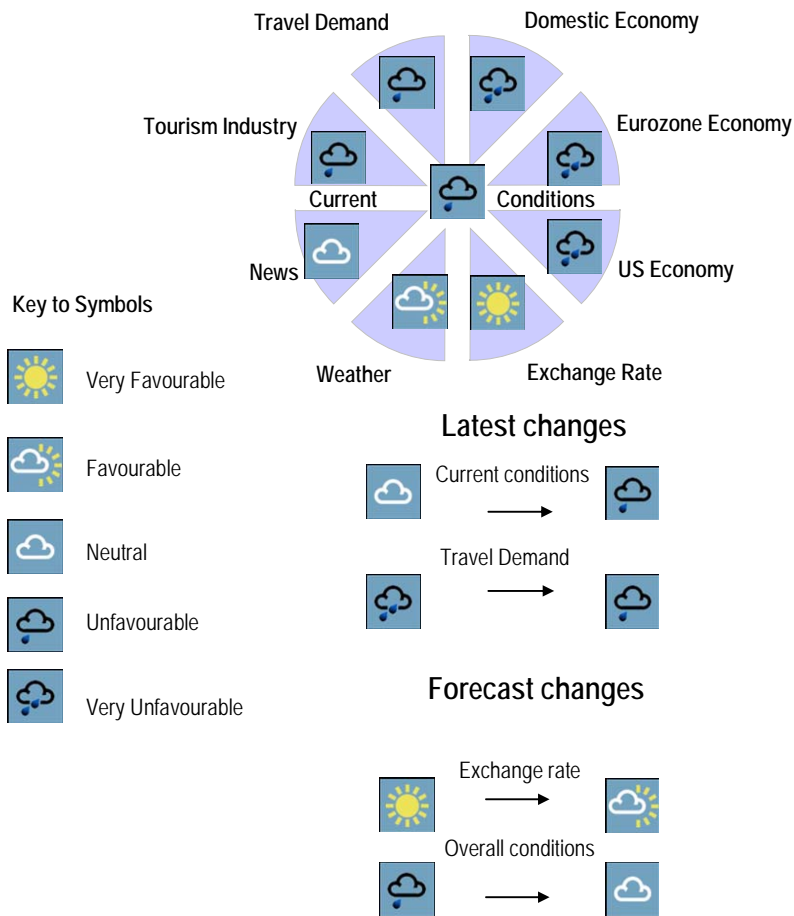 Travel Demand
Domestic Economy
Tourism Industry
Eurozone Economy
Current
Conditions
News
US Economy
Key to Symbols
Weather
Exchange Rate
Very Favourable
Favourable
Neutral
Unfavourable
Very Unfavourable
Latest changes
Current conditions
Travel Demand
Forecast changes
Exchange rate
Overall conditions